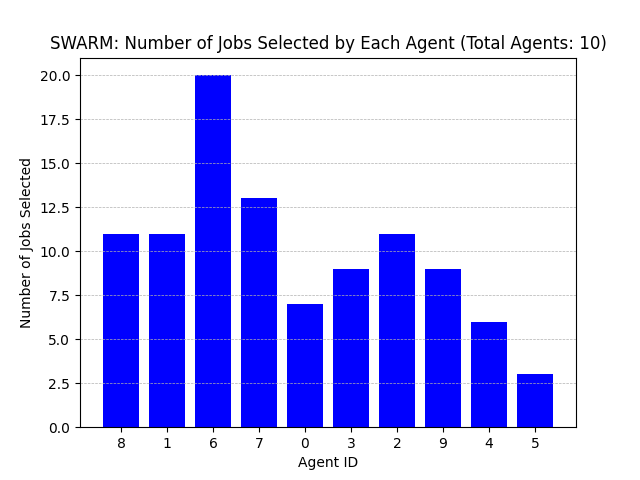 SWARM: Number of Jobs Selected by Each Agent (Total Agents: 10)
20.0
17.5
15.0
12.5
10.0
7.5
5.0
2.5
0.0
Number of Jobs Selected
8 1 6 7 0 3 2 9 4 5
Agent ID